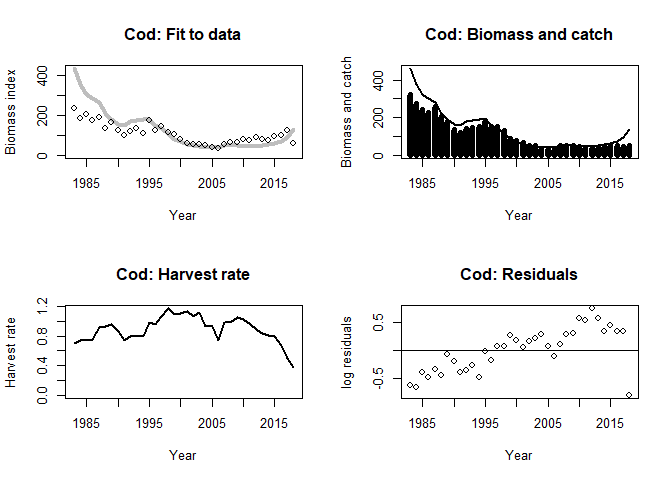 Cod: Fit to data
Biomass index
0
200
400
1985
1995
2005
2015
Year
Cod: Biomass and catch
Biomass and catch
0
200
400
1985
1995
2005
2015
Year
Cod: Harvest rate
Harvest rate
0.0
0.4
0.8
1.2
1985
1995
2005
2015
Year
Cod: Residuals
log residuals
-0.5
0.5
1985
1995
2005
2015
Year